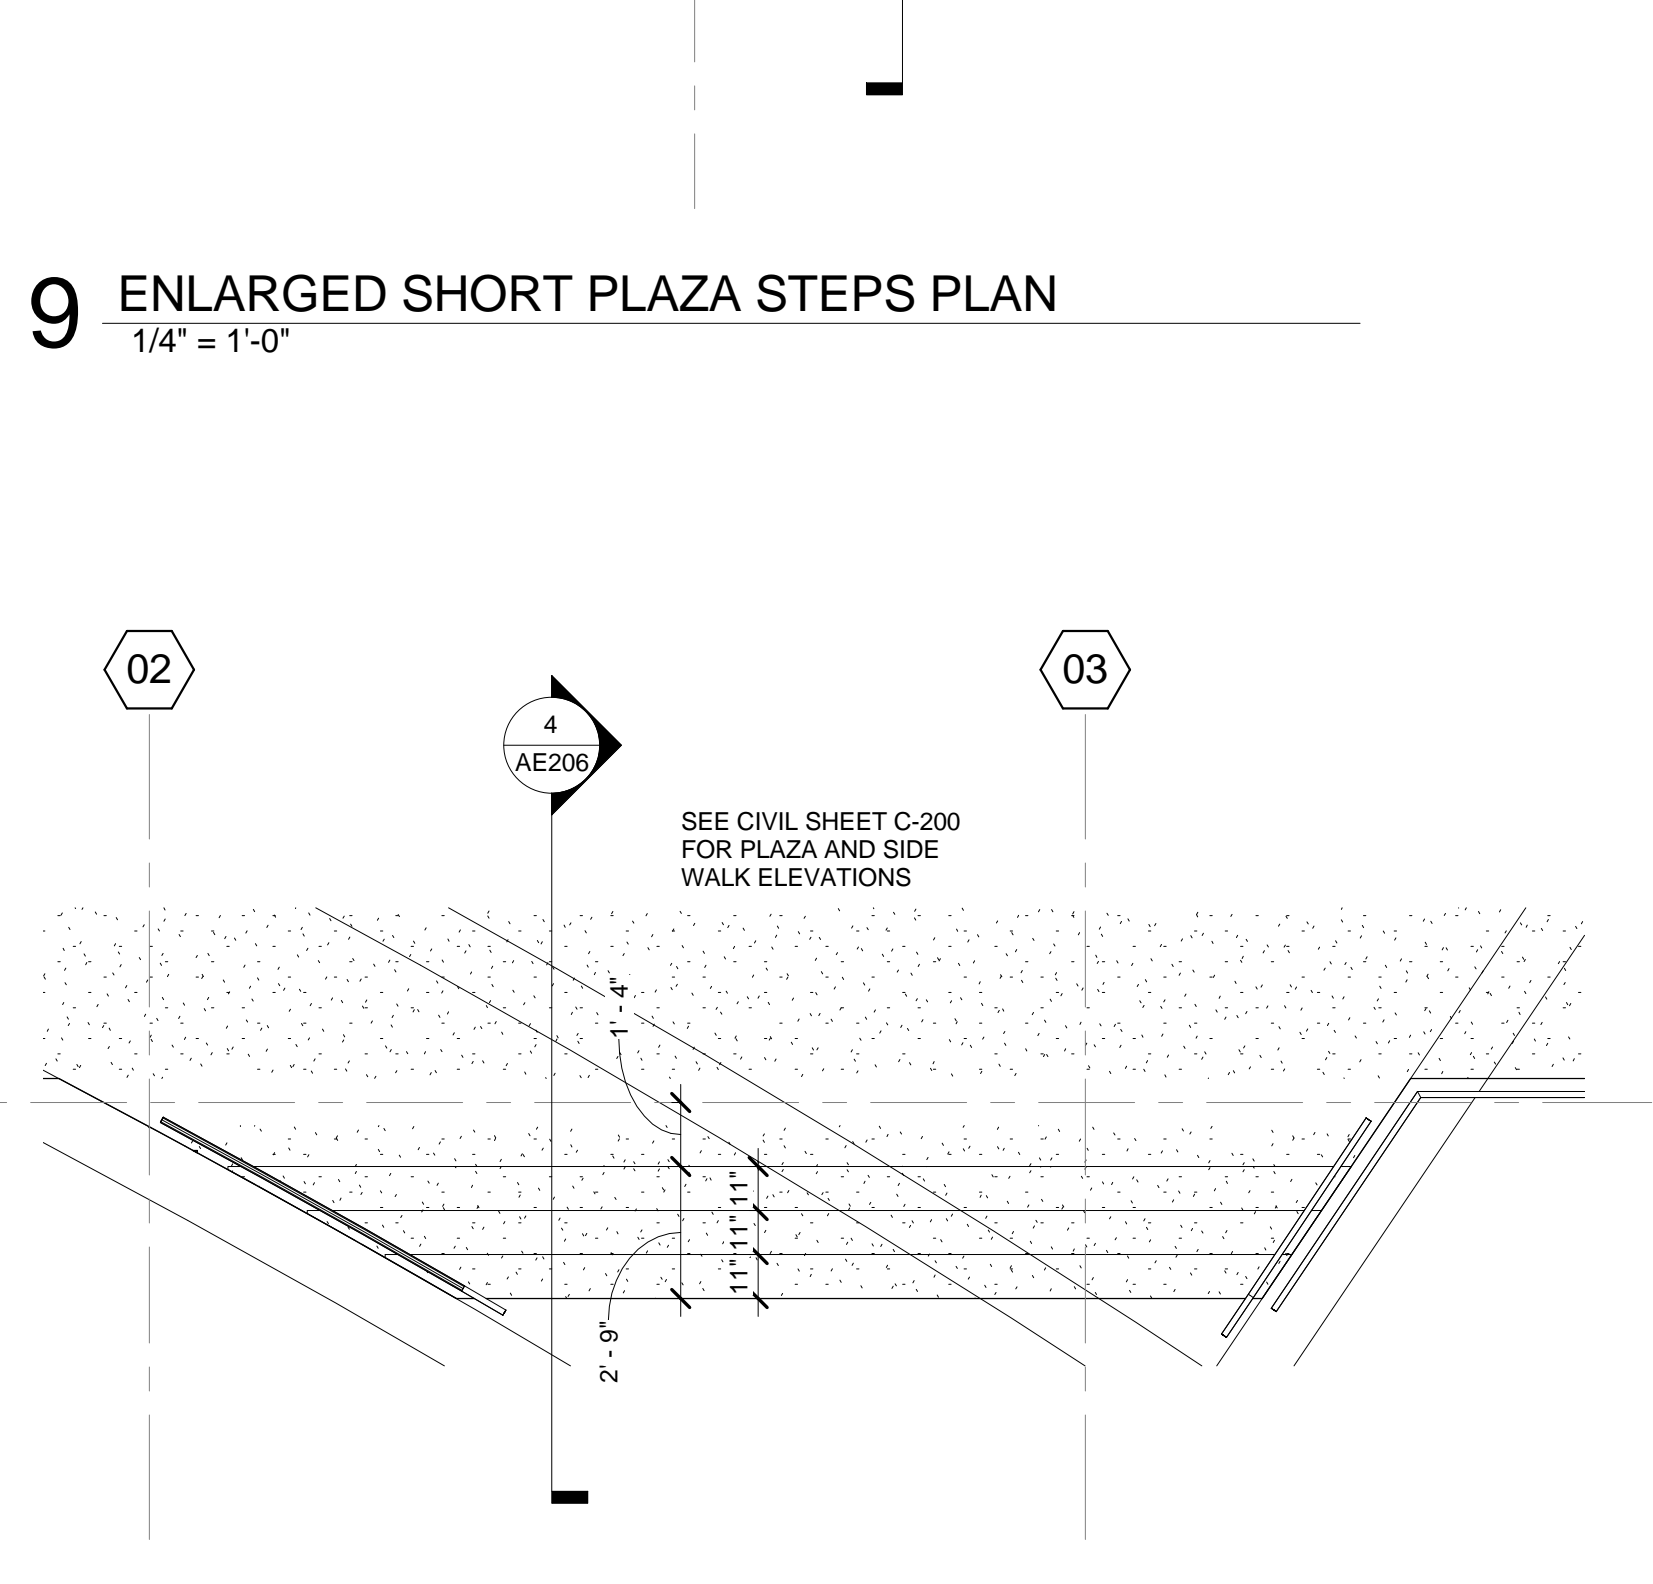 9
ENLARGED SHORT PLAZA STEPS PLAN
1/4" = 1'-0"
02
03
4
AE206
SEE CIVIL SHEET C-200
FOR PLAZA AND SIDE
WALK ELEVATIONS
1' - 4"
11"
11"
11"
2' - 9"